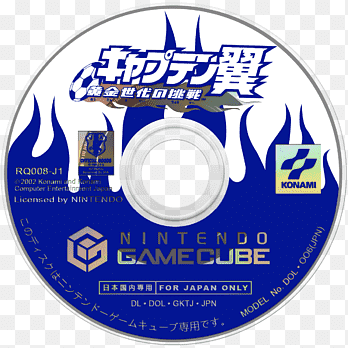 キャプテン翼
黄金世代の挑戦
RQ008-J1
©2002 Konami and Konami
Computer Entertainment Japan
Licensed by NINTENDO
KONAMI
NINTENDO
GAMECUBE
日本国内専用 FOR JAPAN ONLY
DL・DOL・GKTJ・JPN
このディスクはニンテンドーゲームキューブ専用です。
MODEL No. DOL-006(JPN)